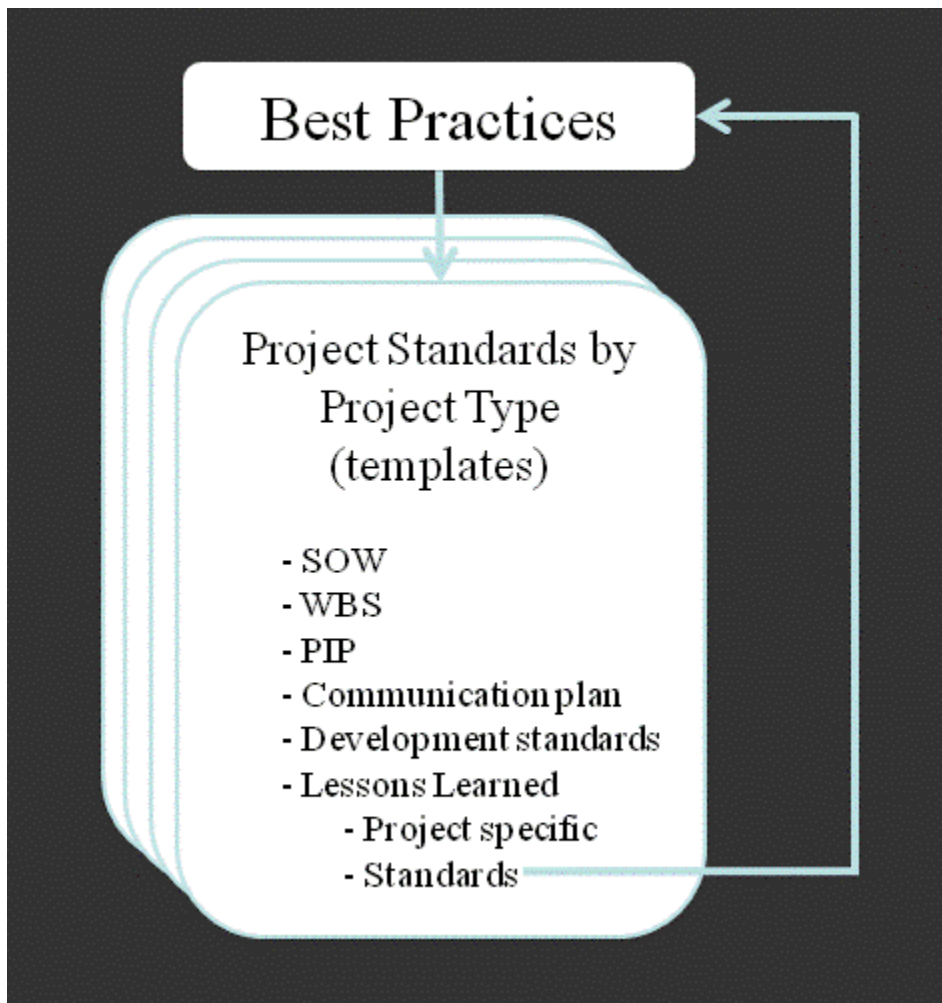 Best Practices
Project Standards by
Project Type
(templates)
- SOW
- WBS
- PIP
- Communication plan
- Development standards
- Lessons Learned
- Project specific
- Standards